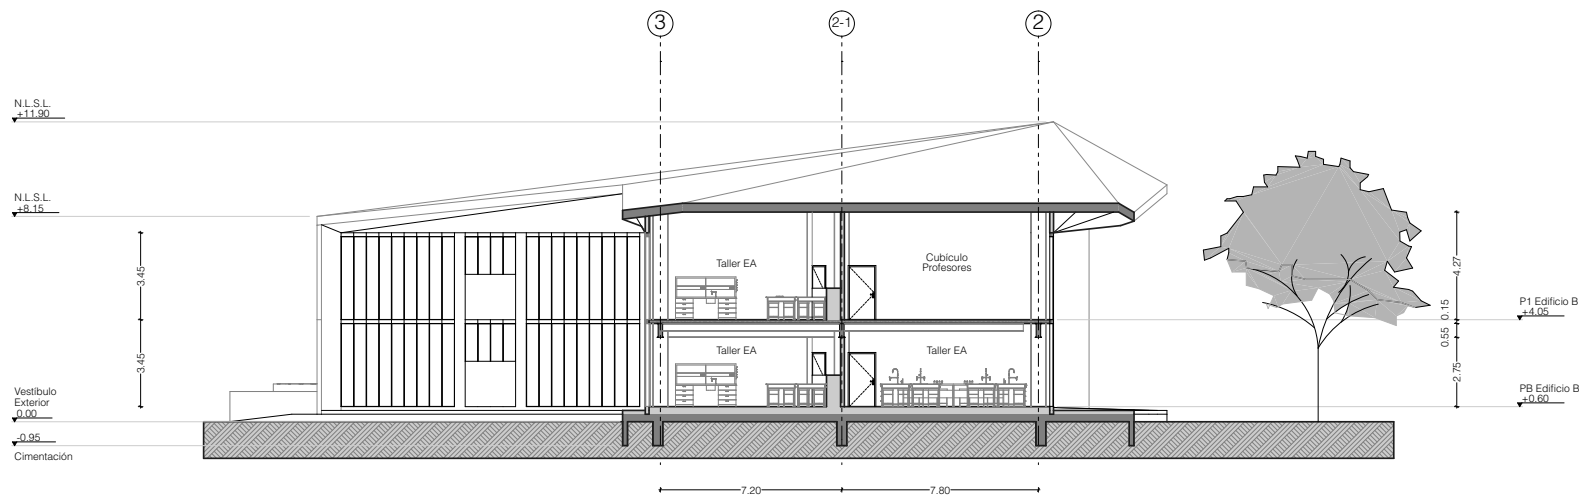 3
2-1
2
N.L.S.L.
+11.90
N.L.S.L.
+8.15
3.45
3.45
Taller EA
Cubículo
Profesores
Taller EA
Taller EA
4.27
0.15
0.55
2.75
P1 Edificio B
+4.05
PB Edificio B
+0.60
Vestíbulo
Exterior
0.00
-0.95
Cimentación
7.20
7.80